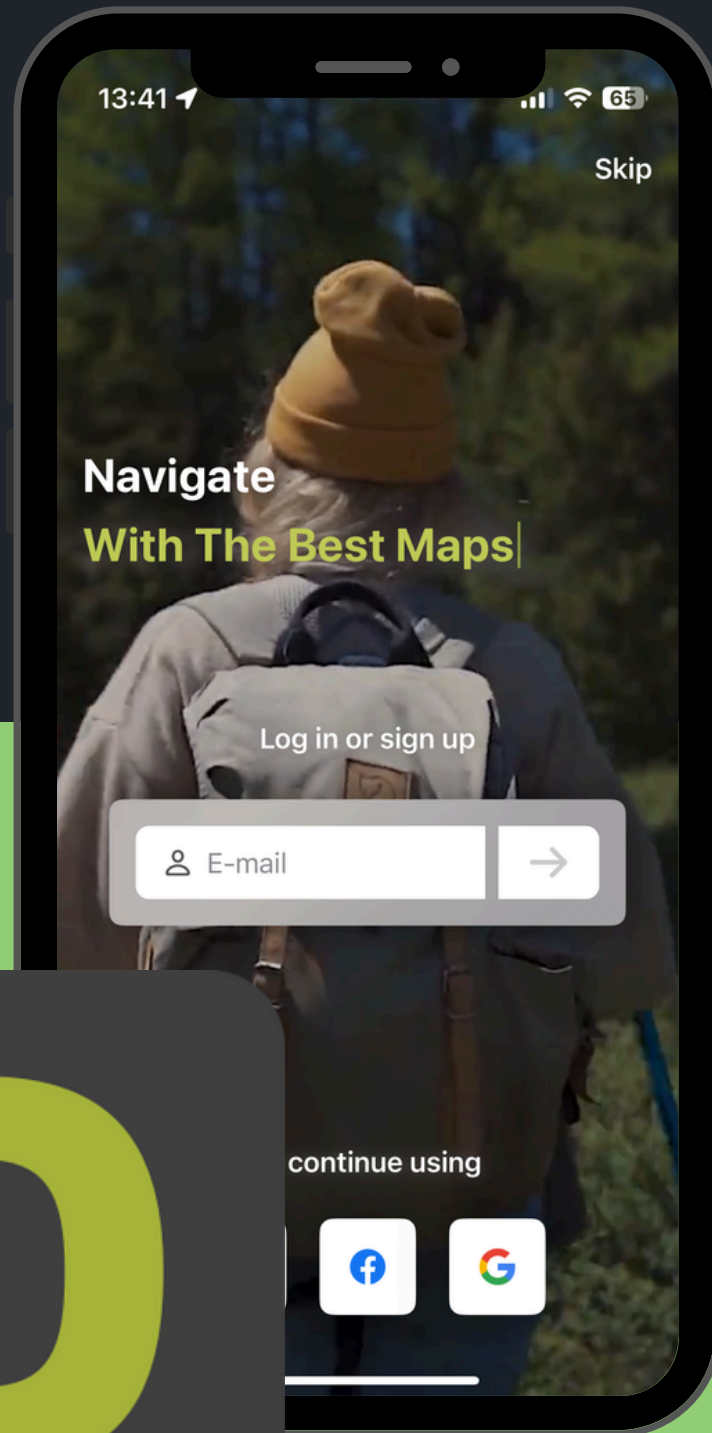 13:41
65
Skip
Navigate
With The Best Maps
Log in or sign up
E-mail
continue using